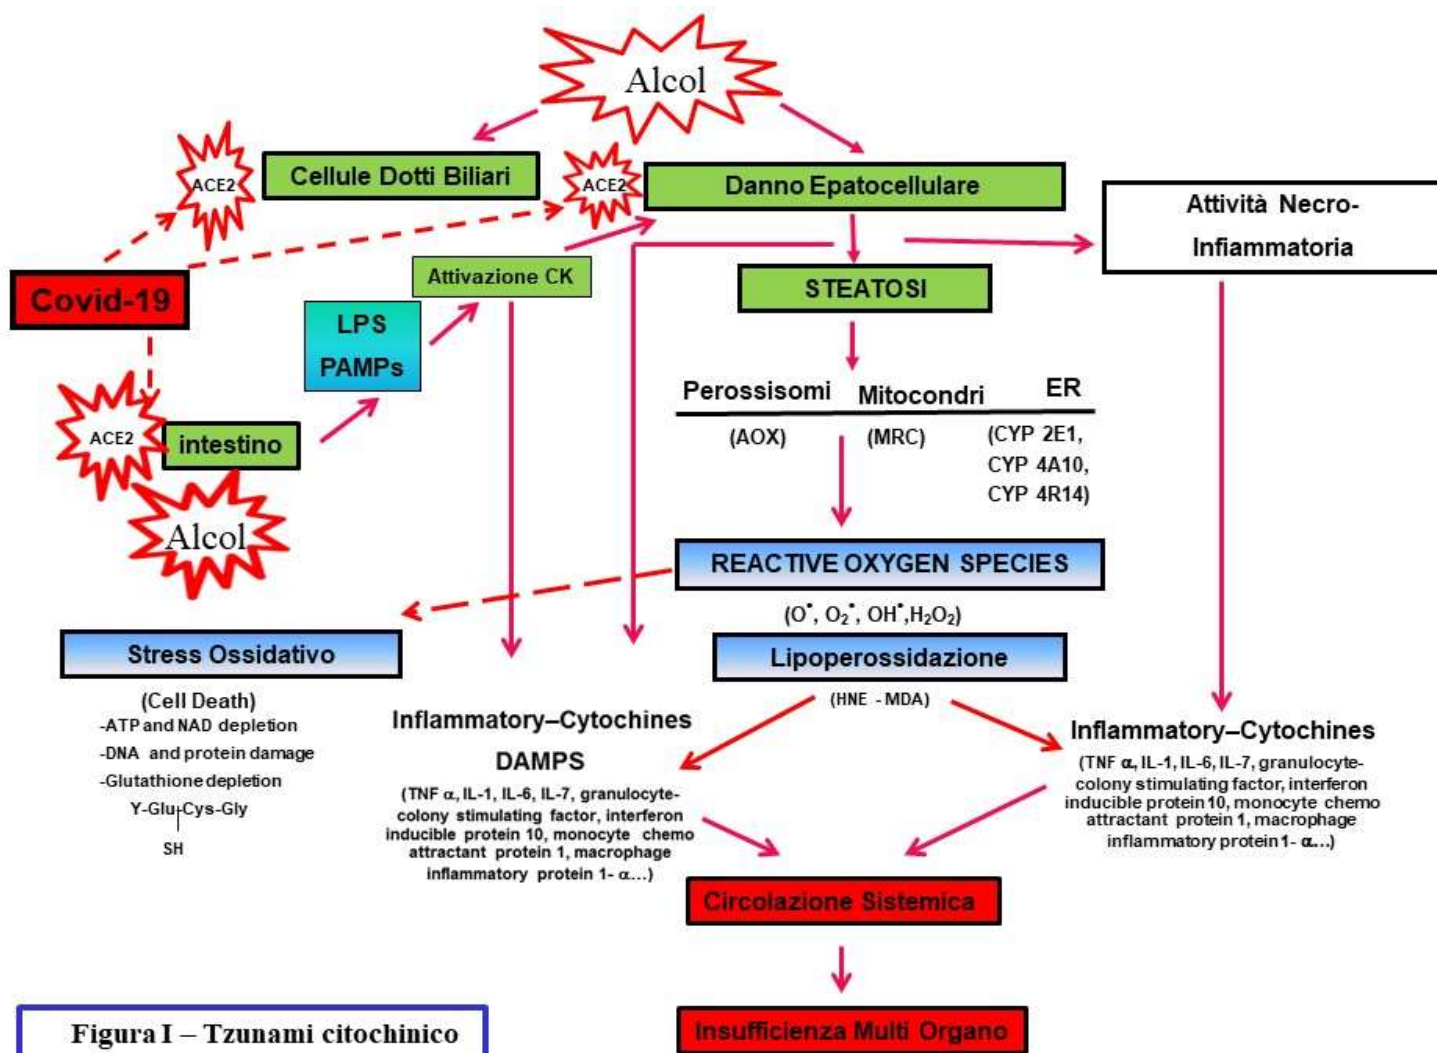 Alcol
ACE2
Cellule Dotti Biliari
ACE2
Danno Epatocellulare
Attività Necro-
Infiammatoria
Covid-19
Attivazione CK
STEATOSI
LPS
PAMPs
Perossisomi
Mitocondri
ER
(AOX)
(MRC)
(CYP 2E1,
CYP 4A10,
CYP 4R14)
ACE2
intestino
Alcol
REACTIVE OXYGEN SPECIES
(O•, O₂•, OH•,H₂O₂)
Stress Ossidativo
Lipoperossidazione
(HNE - MDA)
(Cell Death)
-ATP and NAD depletion
-DNA and protein damage
-Glutathione depletion
Y-Glu-Cys-Gly
SH
Inflammatory–Cytochines
DAMPS
(TNF α, IL-1, IL-6, IL-7, granulocyte-
colony stimulating factor, interferon
inducible protein 10, monocyte chemo
attractant protein 1, macrophage
inflammatory protein 1- α…)
Inflammatory–Cytochines
(TNF α, IL-1, IL-6, IL-7, granulocyte-
colony stimulating factor, interferon
inducible protein 10, monocyte chemo
attractant protein 1, macrophage
inflammatory protein 1- α…)
Circolazione Sistemica
Insufficienza Multi Organo
Figura I – Tzunami citochinico